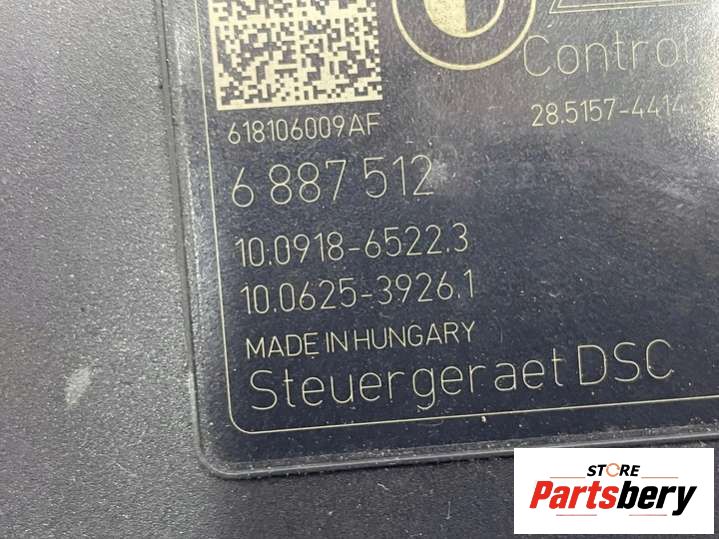 Control
618106009AF
28.5157-4414
6 887 512
10.0918-6522.3
10.0625-3926.1
MADE IN HUNGARY
Steuergeraet DSC
STORE
Partsbery